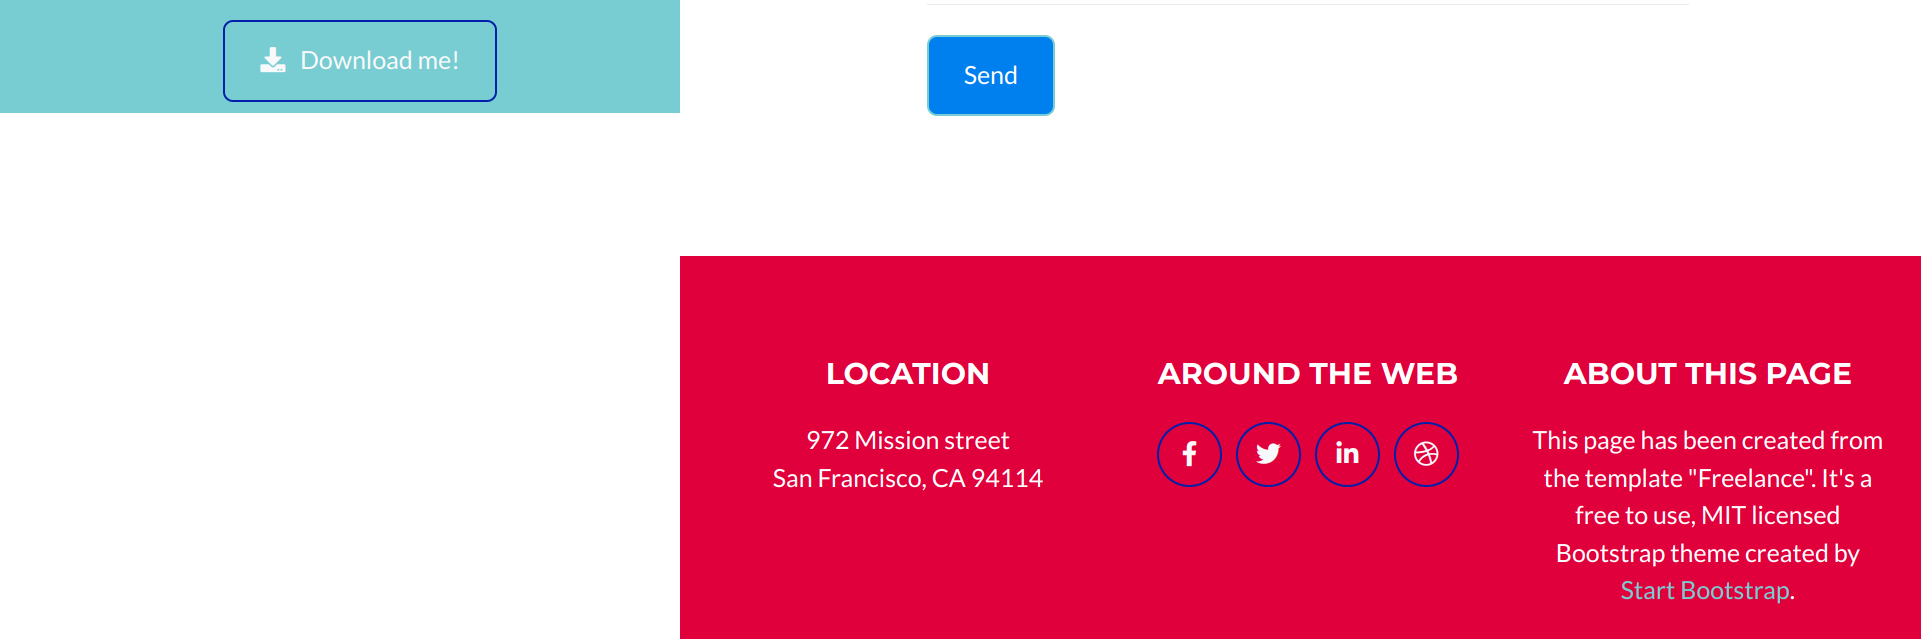 Download me!
Send
LOCATION
972 Mission street
San Francisco, CA 94114
AROUND THE WEB
ABOUT THIS PAGE
This page has been created from
the template "Freelance". It's a
free to use, MIT licensed
Bootstrap theme created by
Start Bootstrap.